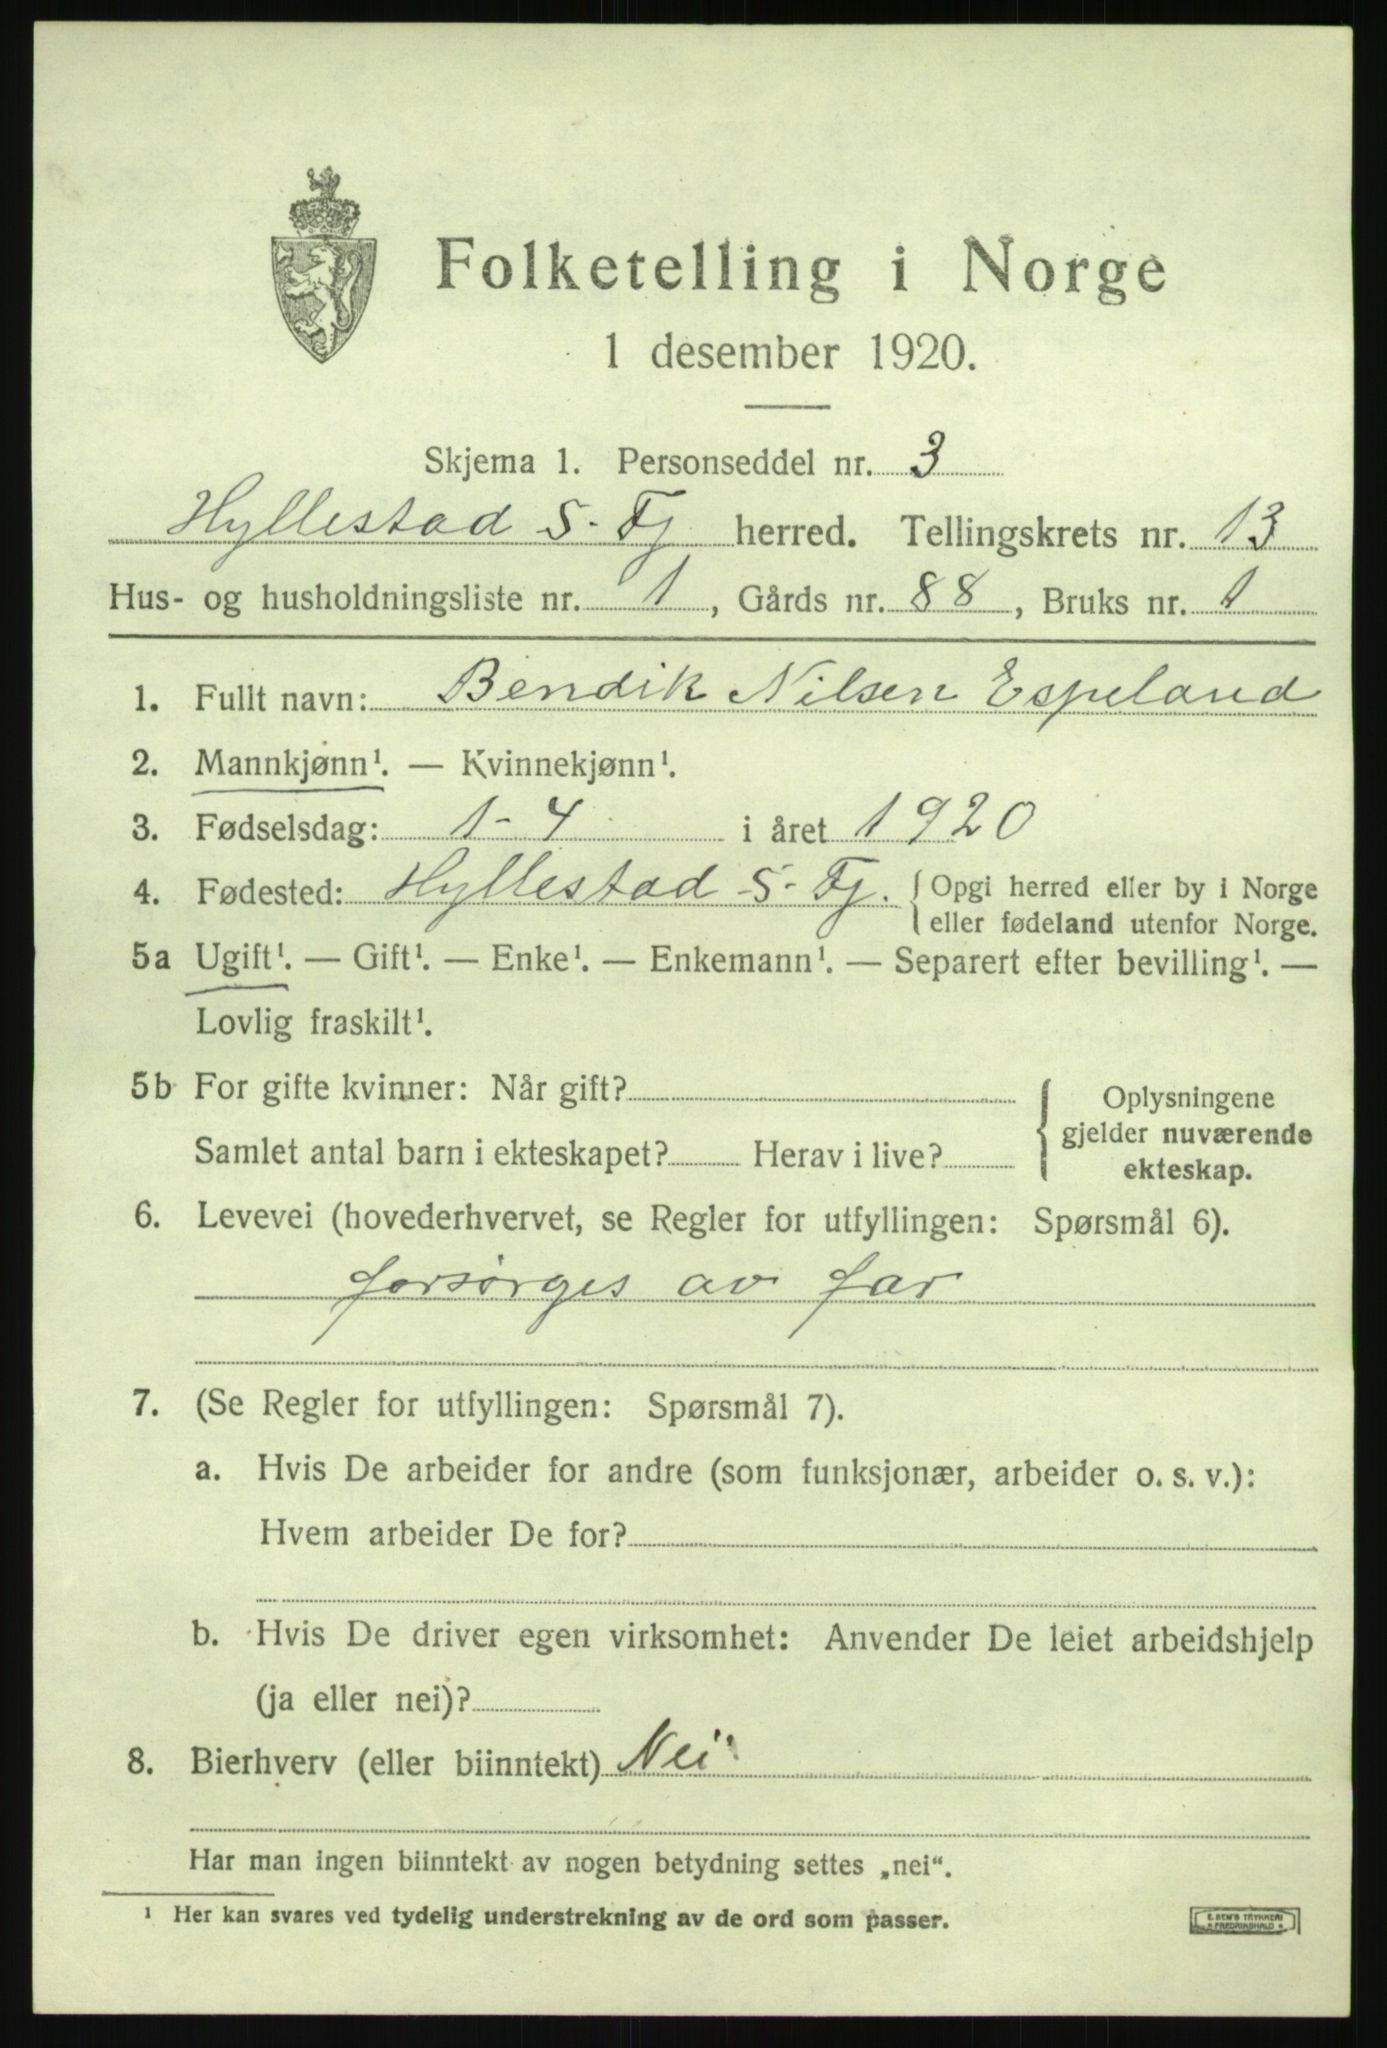 Folketelling i Norge
1 desember 1920.
Skjema 1. Personseddel nr. 3
Hyllestad S. Fj herred. Tellingskrets nr. 13
Hus- og husholdningsliste nr. 1, Gårds nr. 88, Bruks nr. 1
1. Fullt navn: Bendik Nilsen Espeland
2. Mannkjønn¹. — Kvinnekjønn¹.
3. Fødselsdag: 1-4 i året 1920
4. Fødested: Hyllestad S. Fj. { Opgi herred eller by i Norge
eller fødeland utenfor Norge.
5a Ugift¹. — Gift¹. — Enke¹. — Enkemann¹. — Separert efter bevilling¹. —
Lovlig fraskilt¹.
5b For gifte kvinner: Når gift?
Samlet antal barn i ekteskapet? Herav i live?
Oplysningene
gjelder nuværende
ekteskap.
6. Levevei (hovederhvervet, se Regler for utfyllingen: Spørsmål 6).
forsørges av far
7. (Se Regler for utfyllingen: Spørsmål 7).
a. Hvis De arbeider for andre (som funksjonær, arbeider o. s. v.):
Hvem arbeider De for?
b. Hvis De driver egen virksomhet: Anvender De leiet arbeidshjelp
(ja eller nei)?
8. Bierhverv (eller biinntekt) Nei
Har man ingen biinntekt av nogen betydning settes „nei“.
¹ Her kan svares ved tydelig understrekning av de ord som passer.
E. SEM'S TRYKKERI
FREDRIKSHALD